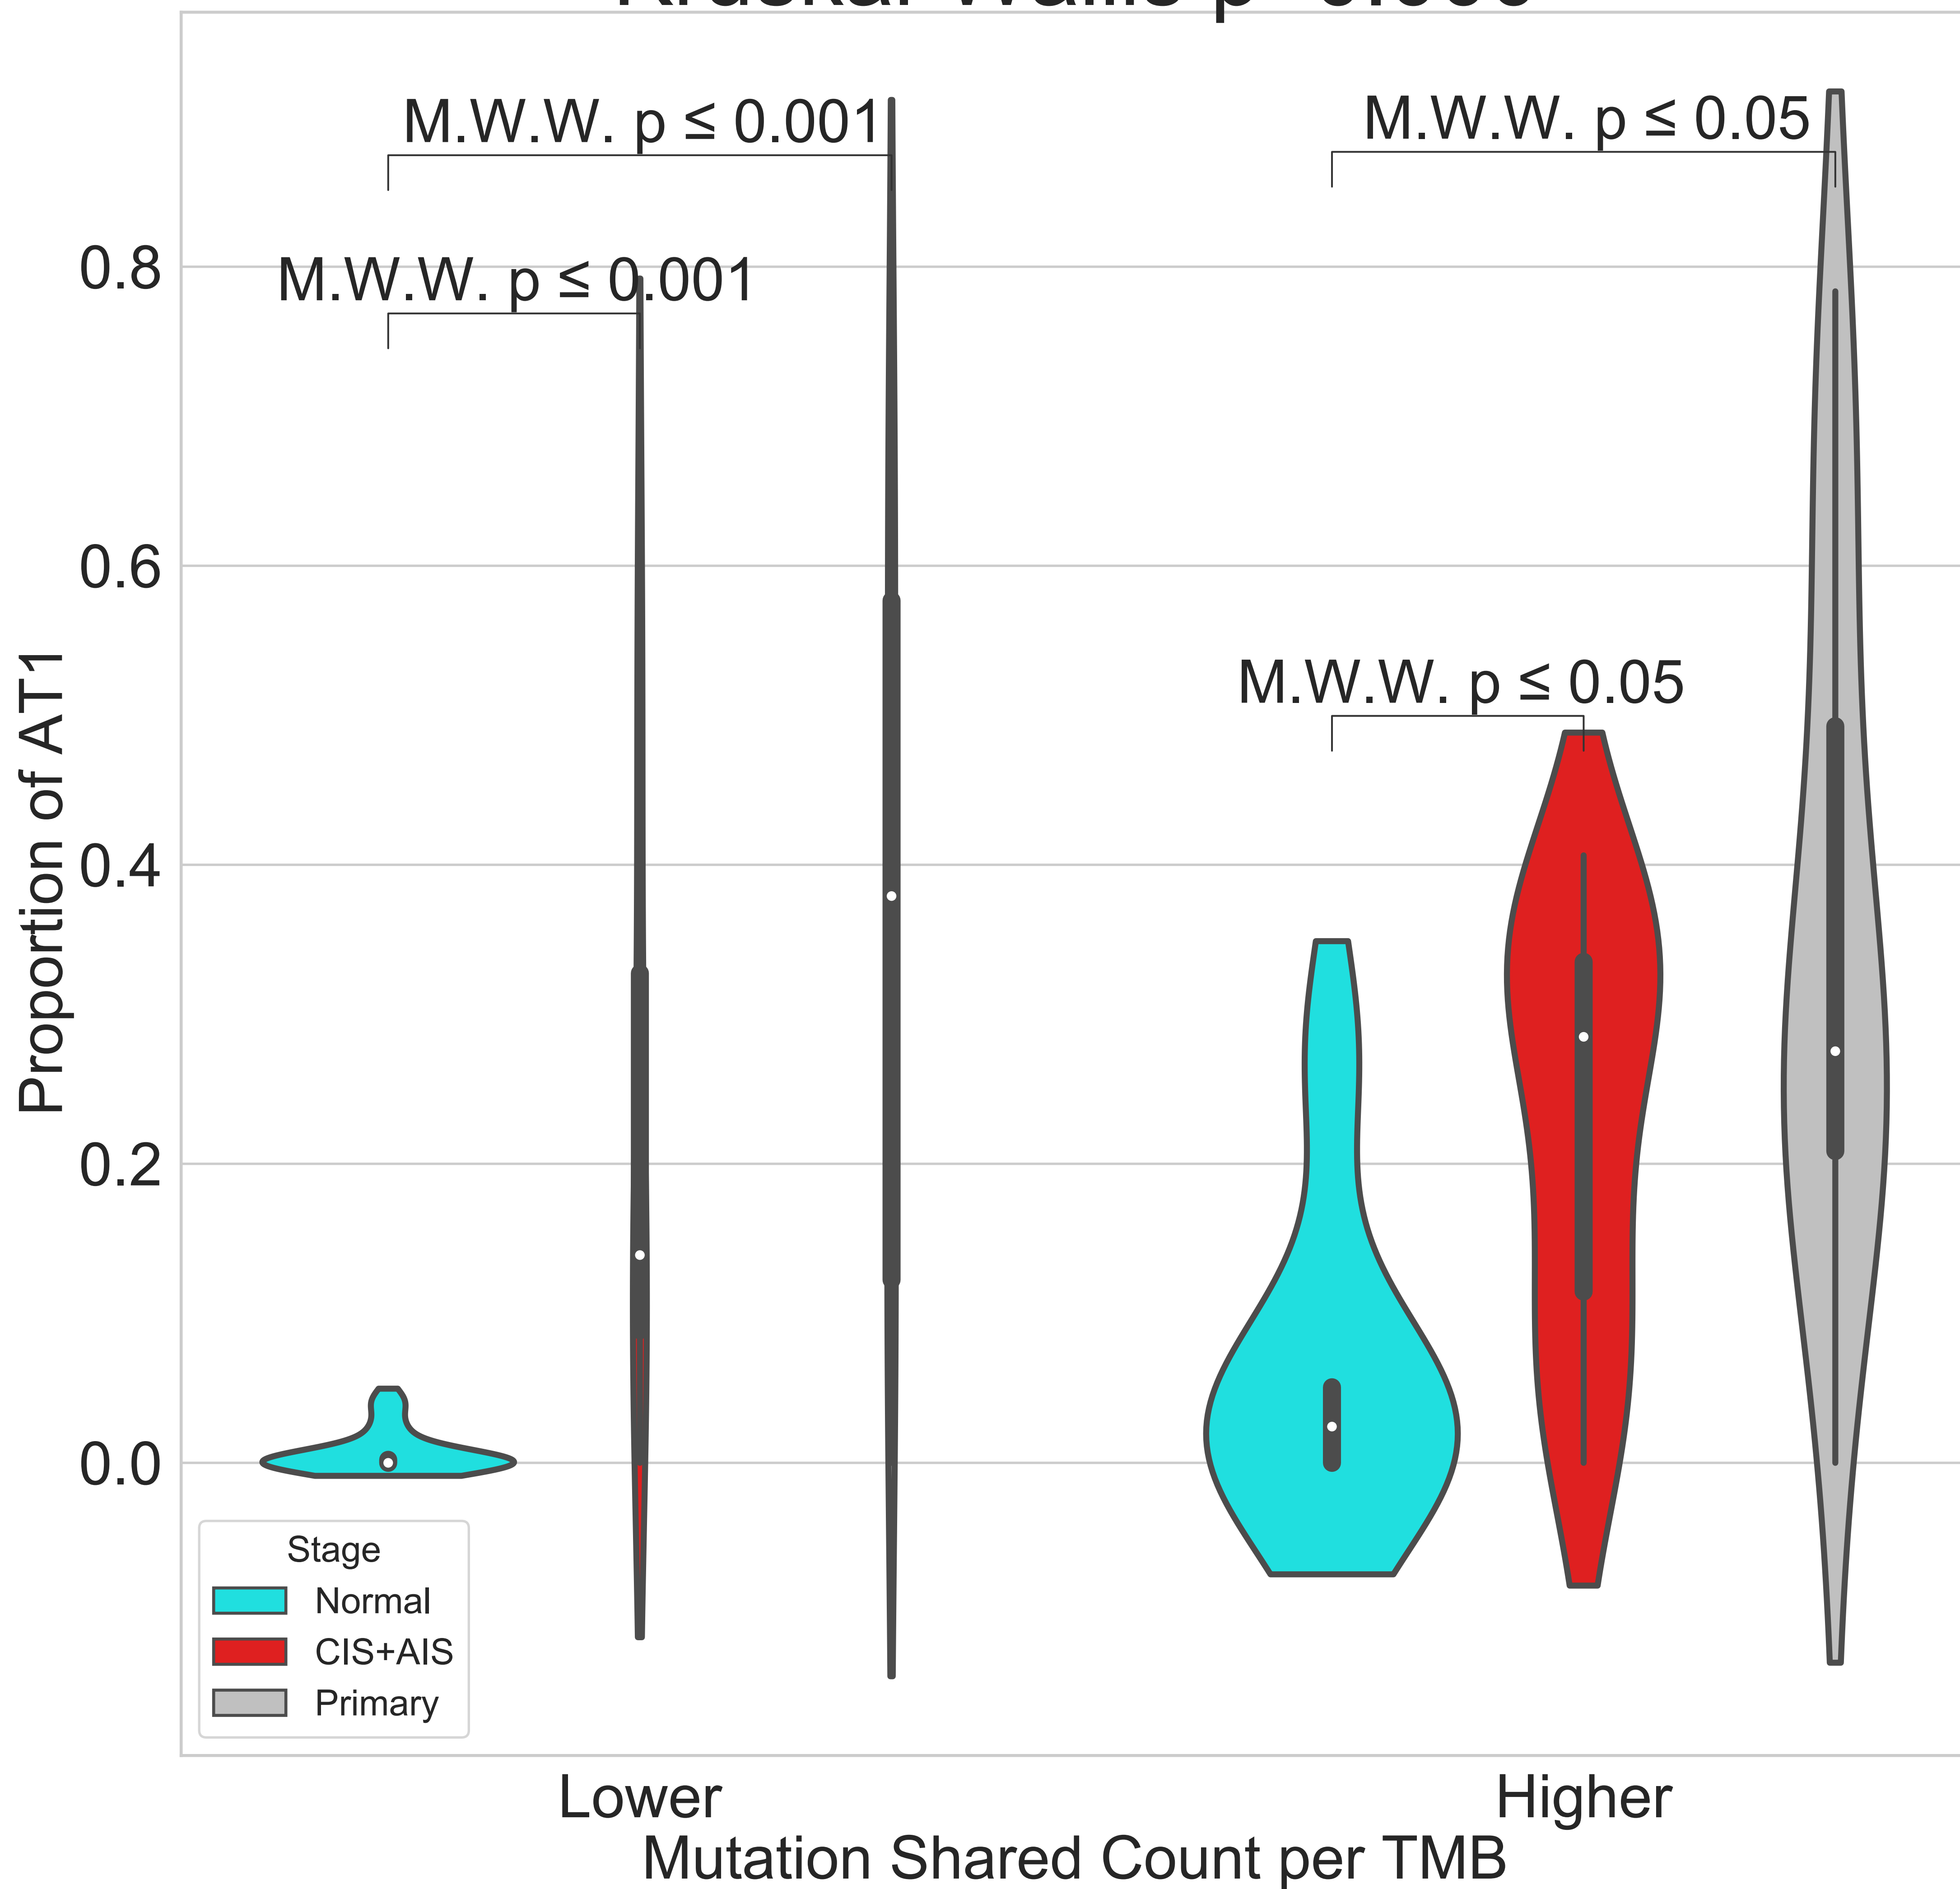 M.W.W. p ≤ 0.001
M.W.W. p ≤ 0.05
M.W.W. p ≤ 0.001
M.W.W. p ≤ 0.05
0.8
0.6
0.4
0.2
0.0
Proportion of AT1
Stage
Normal
CIS+AIS
Primary
Lower
Higher
Mutation Shared Count per TMB